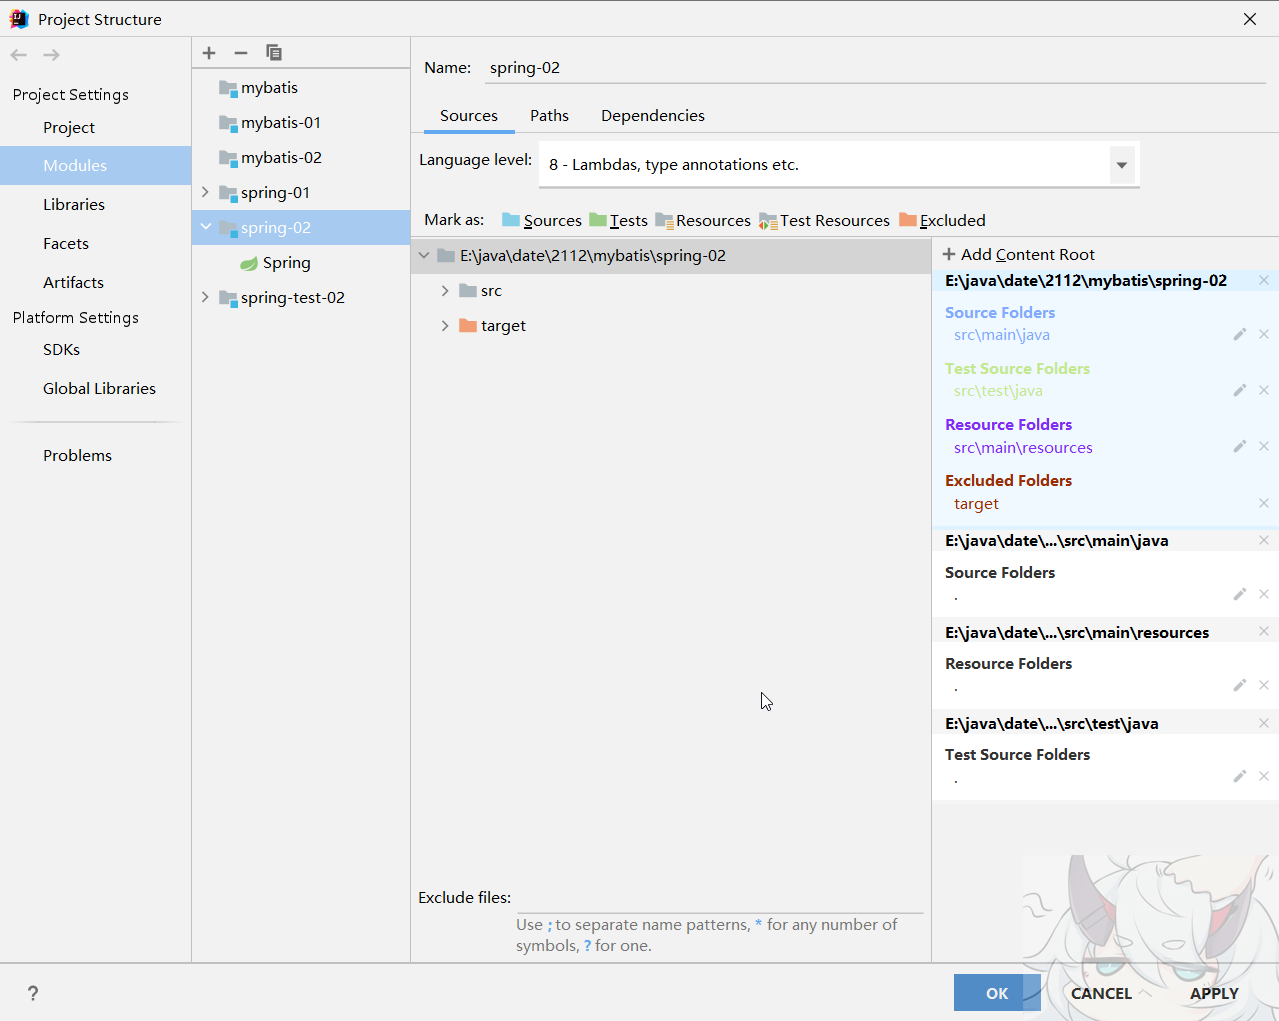 Project Structure
Project Settings
Project
Modules
Libraries
Facets
Artifacts
Platform Settings
SDKs
Global Libraries
Problems
mybatis
mybatis-01
mybatis-02
spring-01
spring-02
Spring
spring-test-02
Name: spring-02
Sources Paths Dependencies
Language level: 8 - Lambdas, type annotations etc.
Mark as: Sources Tests Resources Test Resources Excluded
E:\java\date\2112\mybatis\spring-02
src
target
Exclude files:
Use ; to separate name patterns, * for any number of
symbols, ? for one.
+ Add Content Root
E:\java\date\2112\mybatis\spring-02
Source Folders
src\main\java
Test Source Folders
src\test\java
Resource Folders
src\main\resources
Excluded Folders
target
E:\java\date\...\src\main\java
Source Folders
.
E:\java\date\...\src\main\resources
Resource Folders
.
E:\java\date\...\src\test\java
Test Source Folders
.
? OK CANCEL APPLY